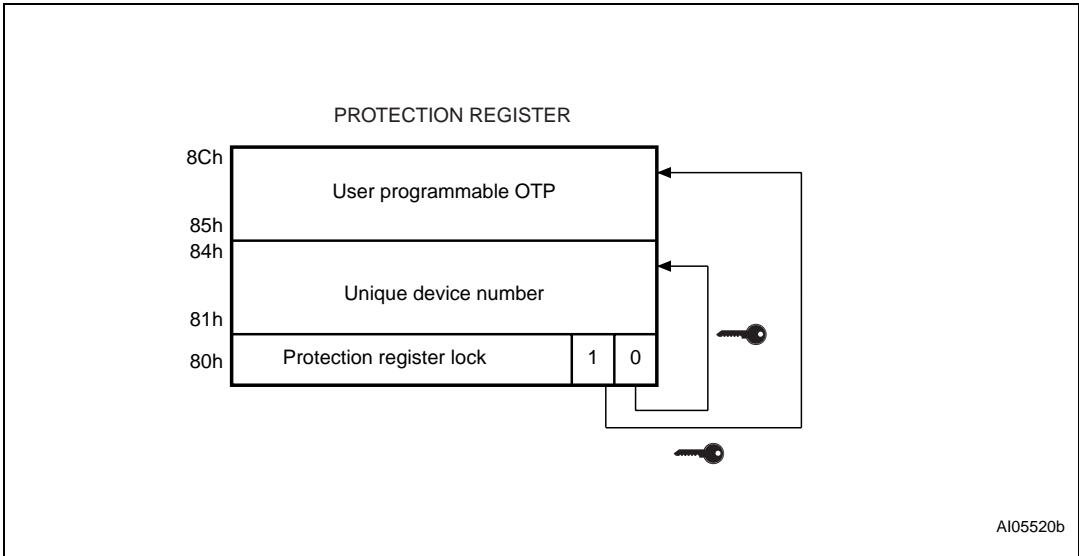 PROTECTION REGISTER
8Ch
User programmable OTP
85h
84h
Unique device number
81h
80h
Protection register lock
1
0
AI05520b